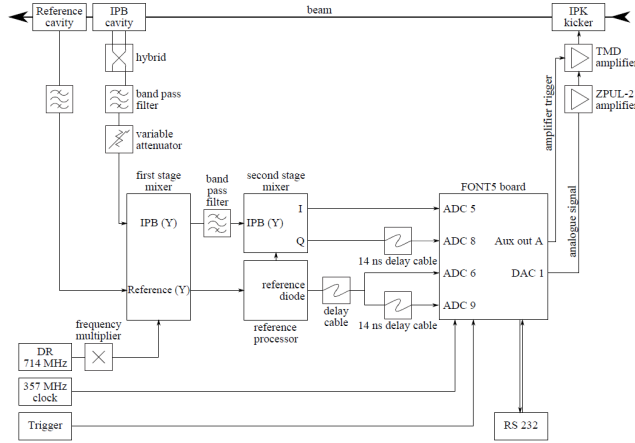 Reference
cavity
IPB
cavity
beam
IPK
kicker
hybrid
TMD
amplifier
band pass
filter
ZPUL-2
amplifier
amplifier trigger
variable
attenuator
analogue signal
first stage
mixer
band
pass
filter
second stage
mixer
FONT5 board
IPB (Y)
IPB (Y)
I
Q
ADC 5
ADC 8
Aux out A
14 ns delay cable
ADC 6
DAC 1
Reference (Y)
reference
diode
ADC 9
delay
cable
14 ns delay cable
reference
processor
frequency
multiplier
DR
714 MHz
357 MHz
clock
Trigger
RS 232